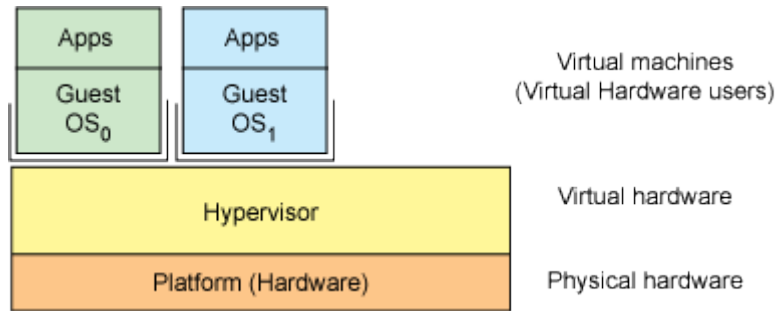 Apps
Apps
Virtual machines
(Virtual Hardware users)
Guest
OS0
Guest
OS1
Hypervisor
Virtual hardware
Platform (Hardware)
Physical hardware